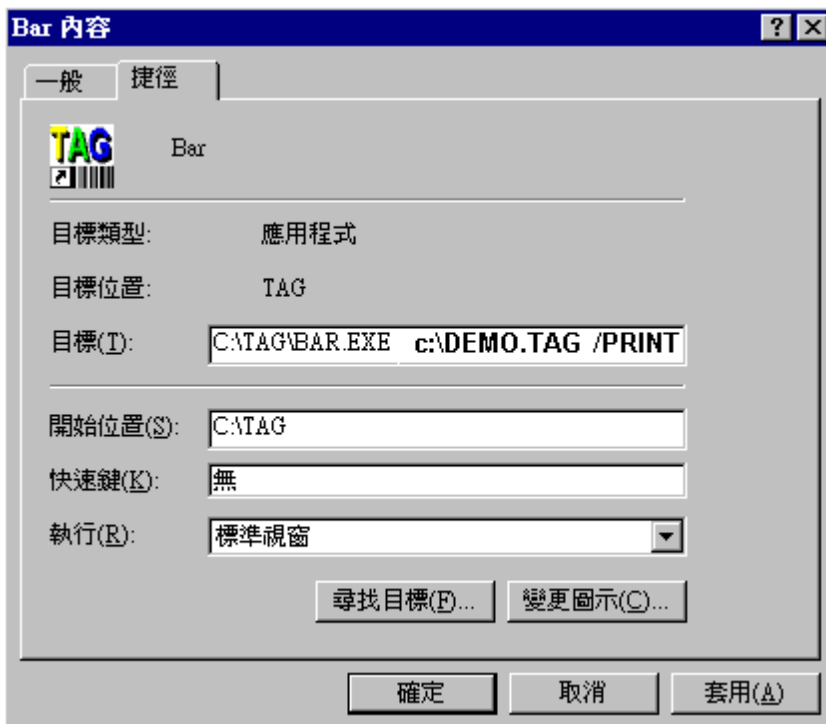 Bar 內容
一般 捷徑
TAG Bar
目標類型: 應用程式
目標位置: TAG
目標(T): C:\TAG\BAR.EXE c:\DEMO.TAG /PRINT
開始位置(S): C:\TAG
快速鍵(K): 無
執行(R): 標準視窗
尋找目標(F)... 變更圖示(C)...
確定 取消 套用(A)